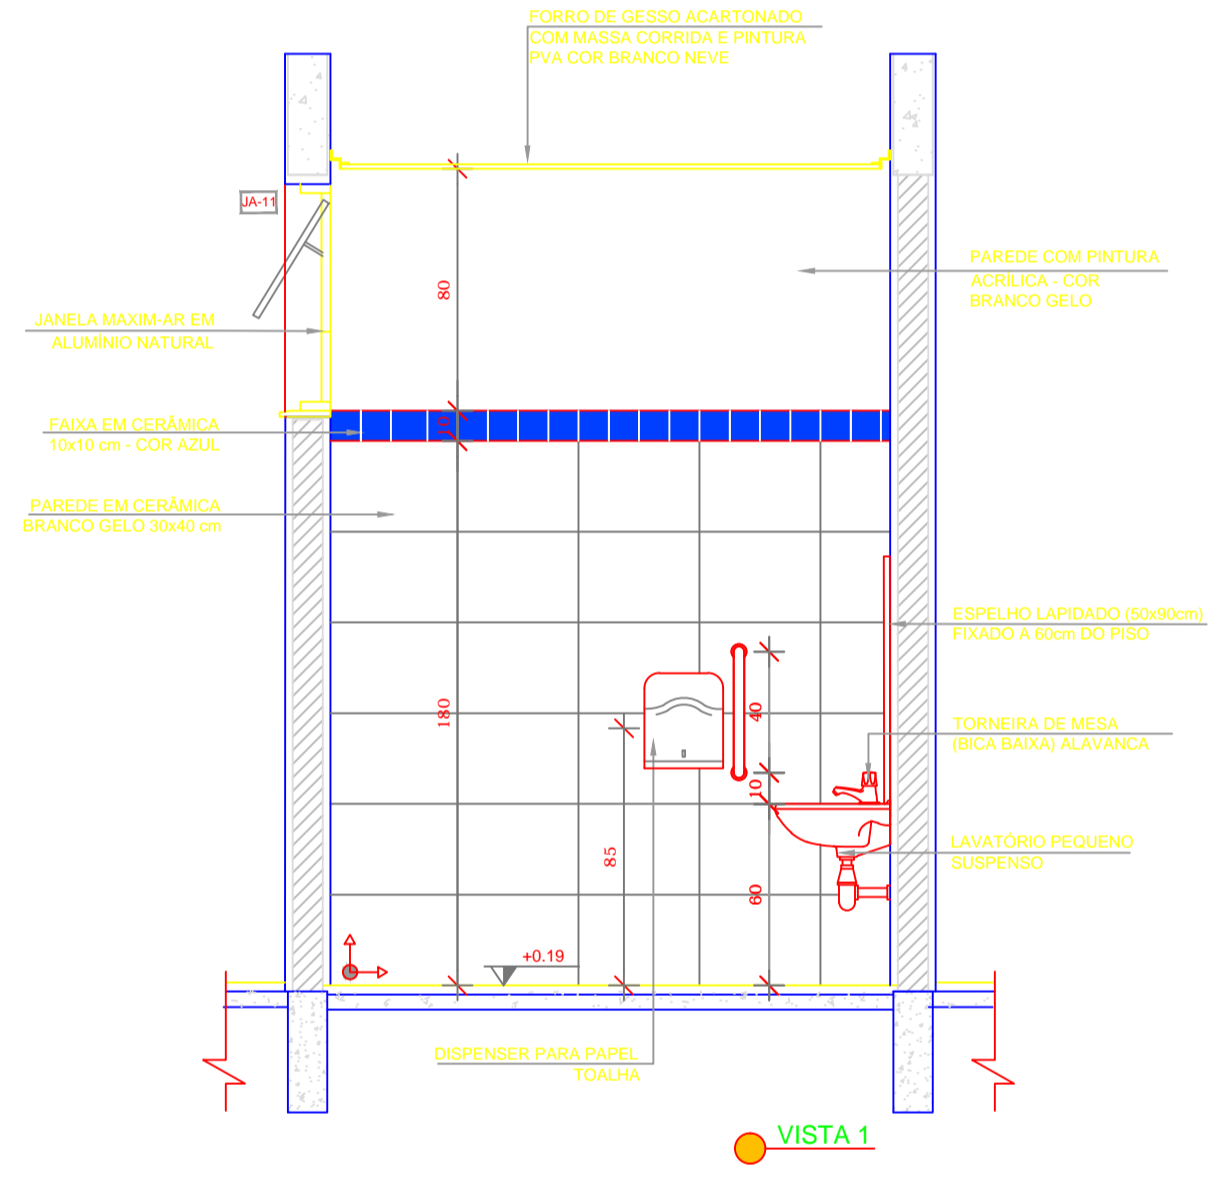 FORRO DE GESSO ACARTONADO
COM MASSA CORRIDA E PINTURA
PVA COR BRANCO NEVE
JA-11
PAREDE COM PINTURA
ACRÍLICA - COR
BRANCO GELO
80
JANELA MAXIM-AR EM
ALUMÍNIO NATURAL
FAIXA EM CERÂMICA
10x10 cm - COR AZUL
10
PAREDE EM CERÂMICA
BRANCO GELO 30x40 cm
ESPELHO LAPIDADO (50x90cm)
FIXADO A 60cm DO PISO
180
40
TORNEIRA DE MESA
(BICA BAIXA) ALAVANCA
10
LAVATÓRIO PEQUENO
SUSPENSO
85
60
+0.19
DISPENSER PARA PAPEL
TOALHA
VISTA 1